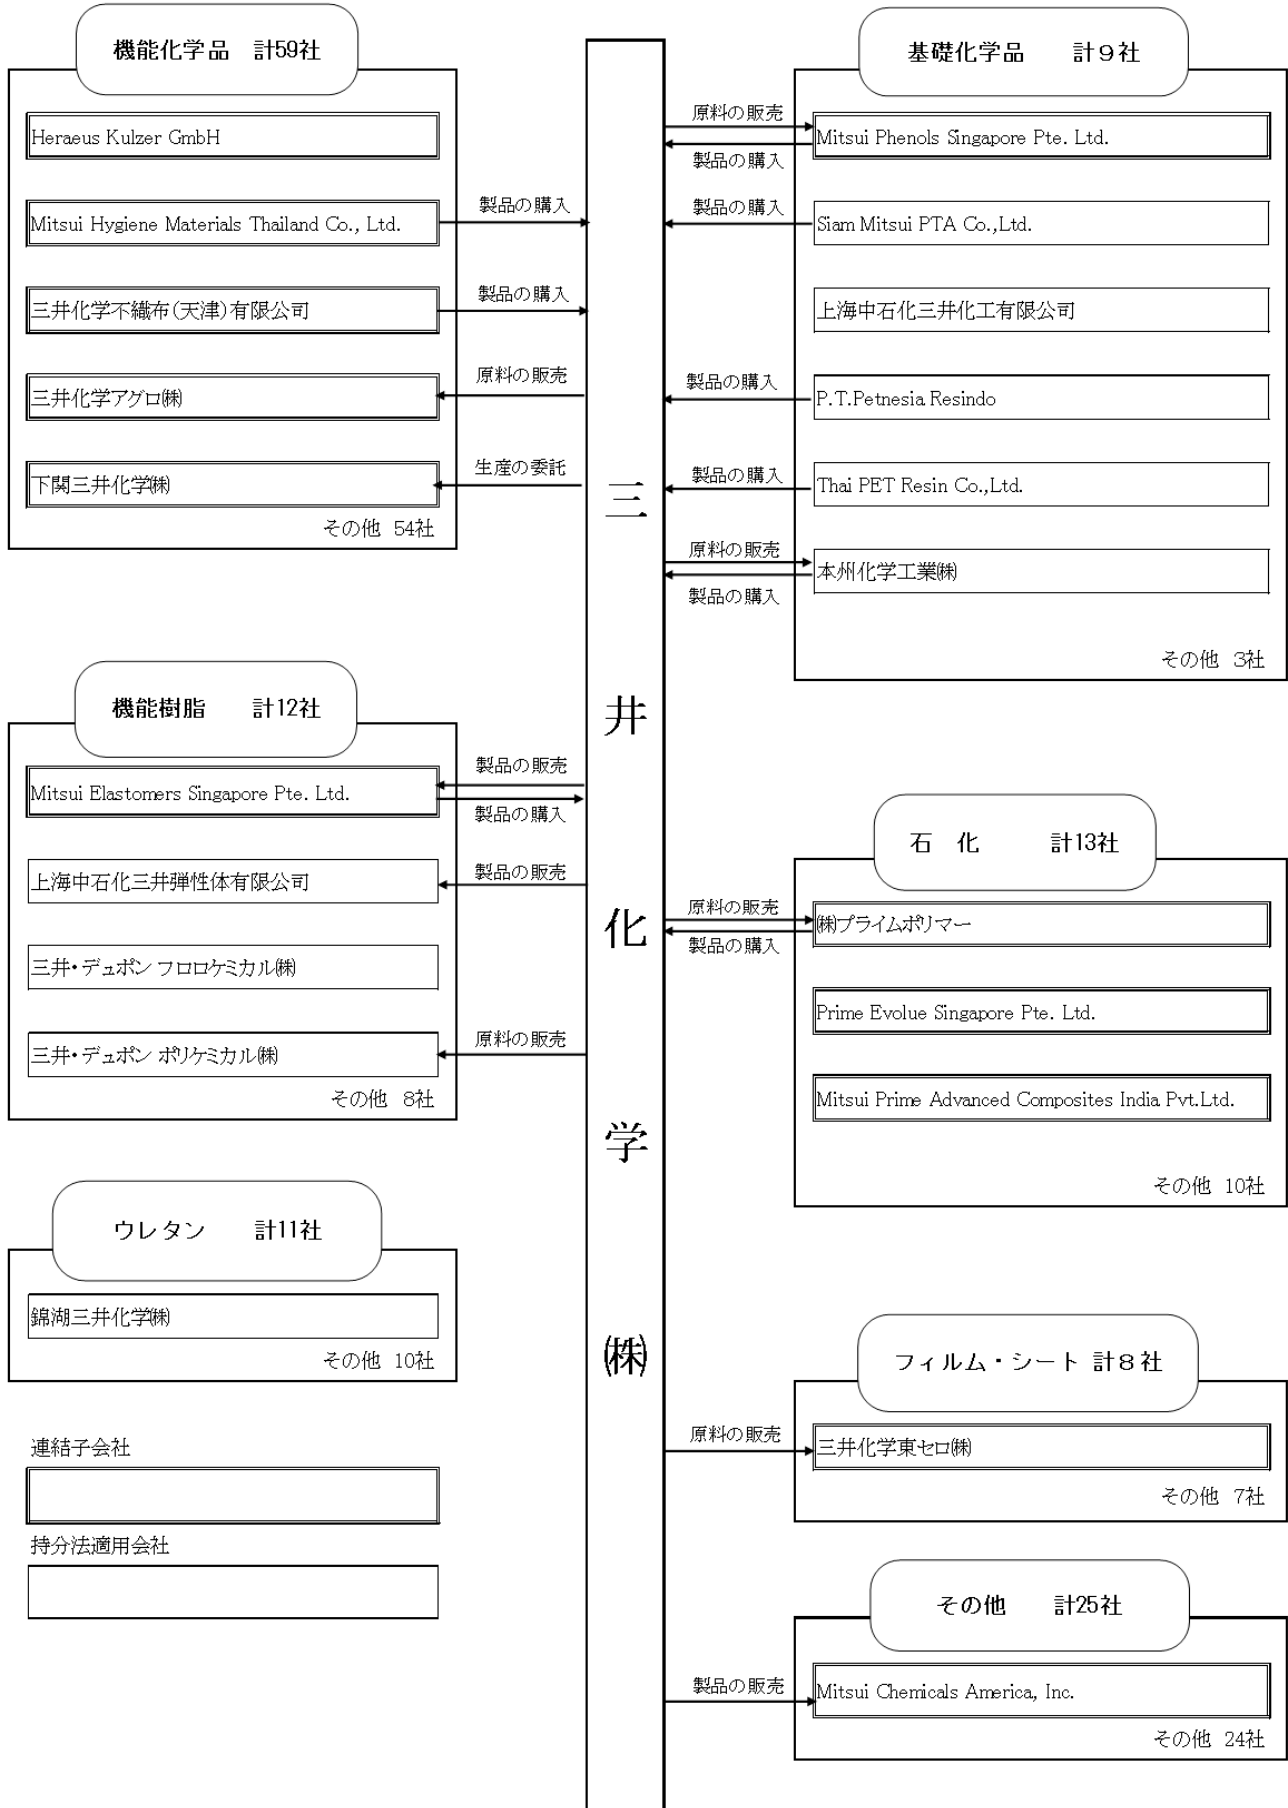 機能化学品　計59社
Heraeus Kulzer GmbH
Mitsui Hygiene Materials Thailand Co., Ltd.
製品の購入
三井化学不織布(天津)有限公司
製品の購入
三井化学アグロ㈱
原料の販売
下関三井化学㈱
生産の委託
その他 54社
機能樹脂　計12社
Mitsui Elastomers Singapore Pte. Ltd.
製品の販売
製品の購入
上海中石化三井弾性体有限公司
製品の販売
三井・デュポン フロロケミカル㈱
三井・デュポン ポリケミカル㈱
原料の販売
その他 8社
ウレタン　計11社
錦湖三井化学㈱
その他 10社
連結子会社
持分法適用会社
三
井
化
学
㈱
基礎化学品　計９社
原料の販売
Mitsui Phenols Singapore Pte. Ltd.
製品の購入
製品の購入
Siam Mitsui PTA Co.,Ltd.
上海中石化三井化工有限公司
製品の購入
P.T.Petnesia Resindo
製品の購入
Thai PET Resin Co.,Ltd.
原料の販売
本州化学工業㈱
製品の購入
その他 3社
石　化　計13社
原料の販売
㈱プライムポリマー
製品の購入
Prime Evolue Singapore Pte. Ltd.
Mitsui Prime Advanced Composites India Pvt.Ltd.
その他 10社
フィルム・シート 計８社
原料の販売
三井化学東セロ㈱
その他 7社
その他　計25社
製品の販売
Mitsui Chemicals America, Inc.
その他 24社